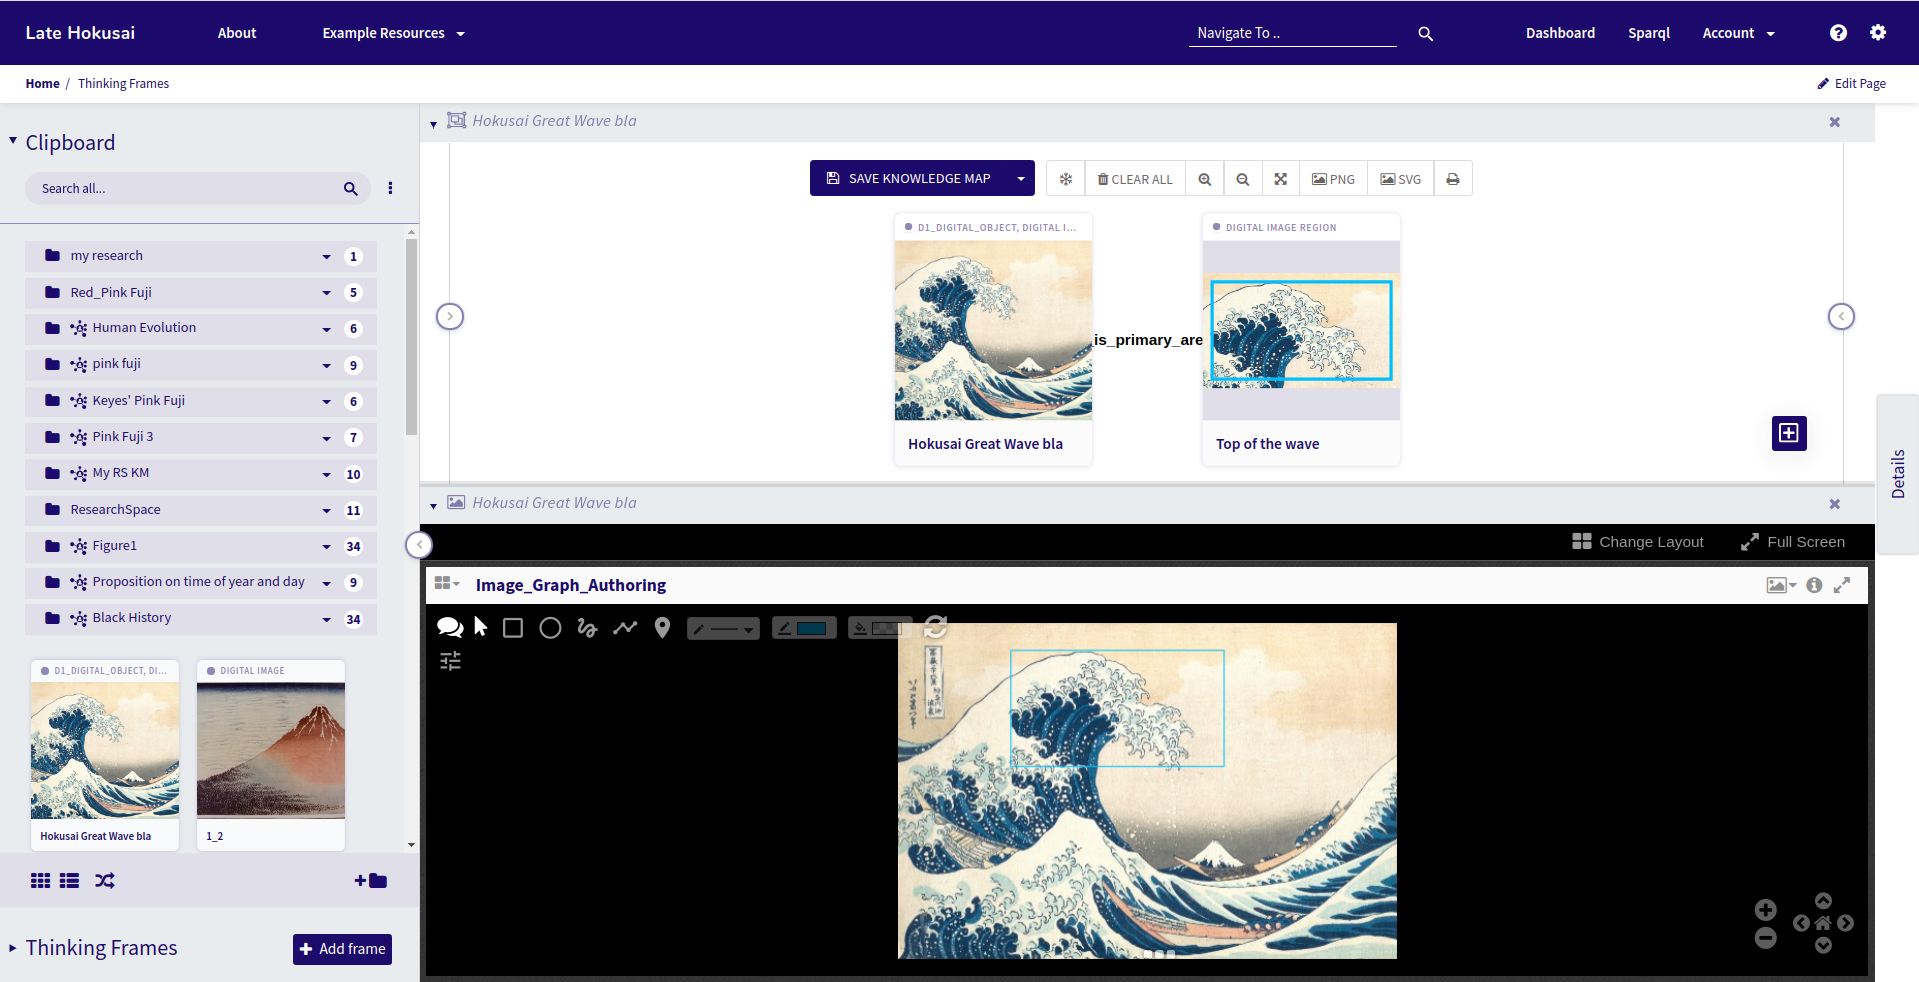 Late Hokusai About Example Resources Navigate To .. Dashboard Sparql Account
Home / Thinking Frames Edit Page
Clipboard
Search all...
my research 1
Red_Pink Fuji 5
Human Evolution 6
pink fuji 9
Keyes' Pink Fuji 6
Pink Fuji 3 7
My RS KM 10
ResearchSpace 11
Figure1 34
Proposition on time of year and day 9
Black History 34
D1_DIGITAL_OBJECT, DI...
Hokusai Great Wave bla
DIGITAL IMAGE
1_2
Thinking Frames Add frame
Hokusai Great Wave bla
SAVE KNOWLEDGE MAP CLEAR ALL PNG SVG
D1_DIGITAL_OBJECT, DIGITAL I...
Hokusai Great Wave bla
is_primary_are
DIGITAL IMAGE REGION
Top of the wave
Hokusai Great Wave bla
Change Layout Full Screen
Image_Graph_Authoring
Details